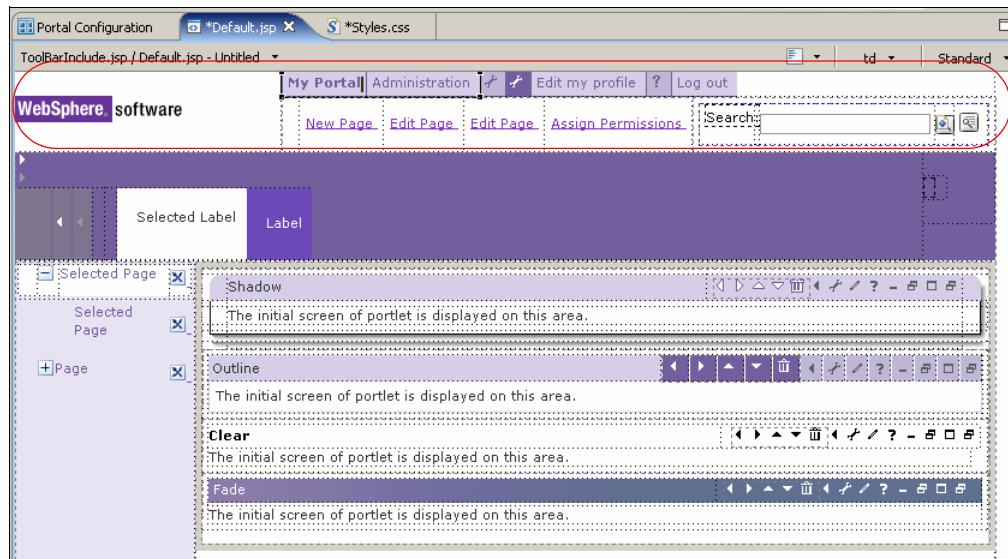 Portal Configuration *Default.jsp *Styles.css
ToolBarInclude.jsp / Default.jsp - Untitled td Standard
My Portal Administration Edit my profile ? Log out
WebSphere. software
New Page Edit Page Edit Page Assign Permissions Search:
Selected Label Label
Selected Page
Selected
Page
Page
Shadow
The initial screen of portlet is displayed on this area.
Outline
The initial screen of portlet is displayed on this area.
Clear
The initial screen of portlet is displayed on this area.
Fade
The initial screen of portlet is displayed on this area.